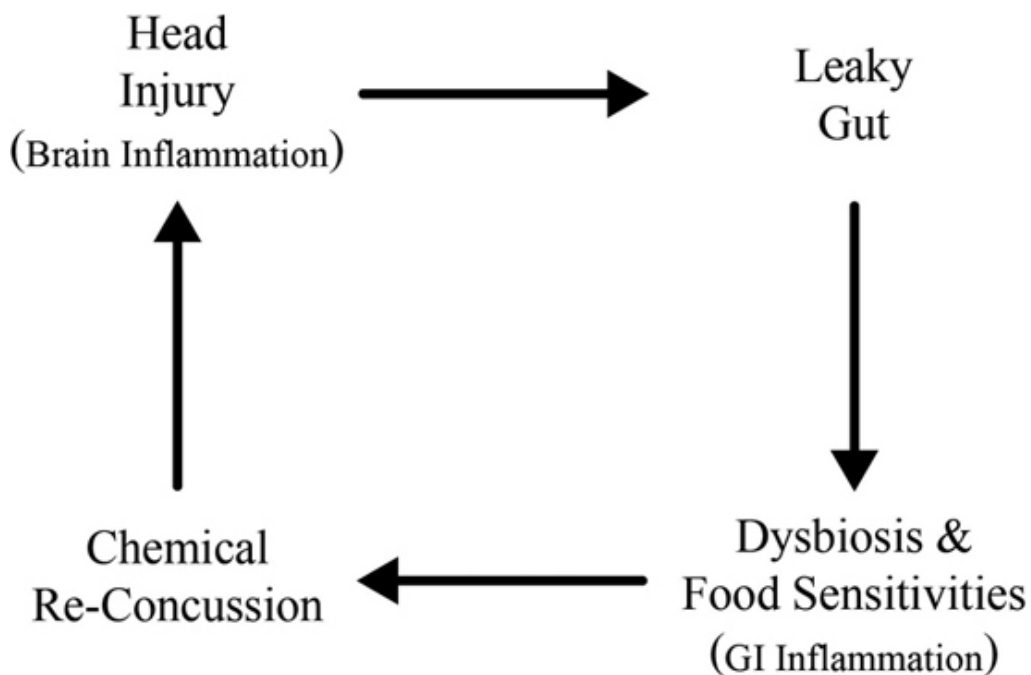 Head
Injury
(Brain Inflammation)
Leaky
Gut
Dysbiosis &
Food Sensitivities
(GI Inflammation)
Chemical
Re-Concussion